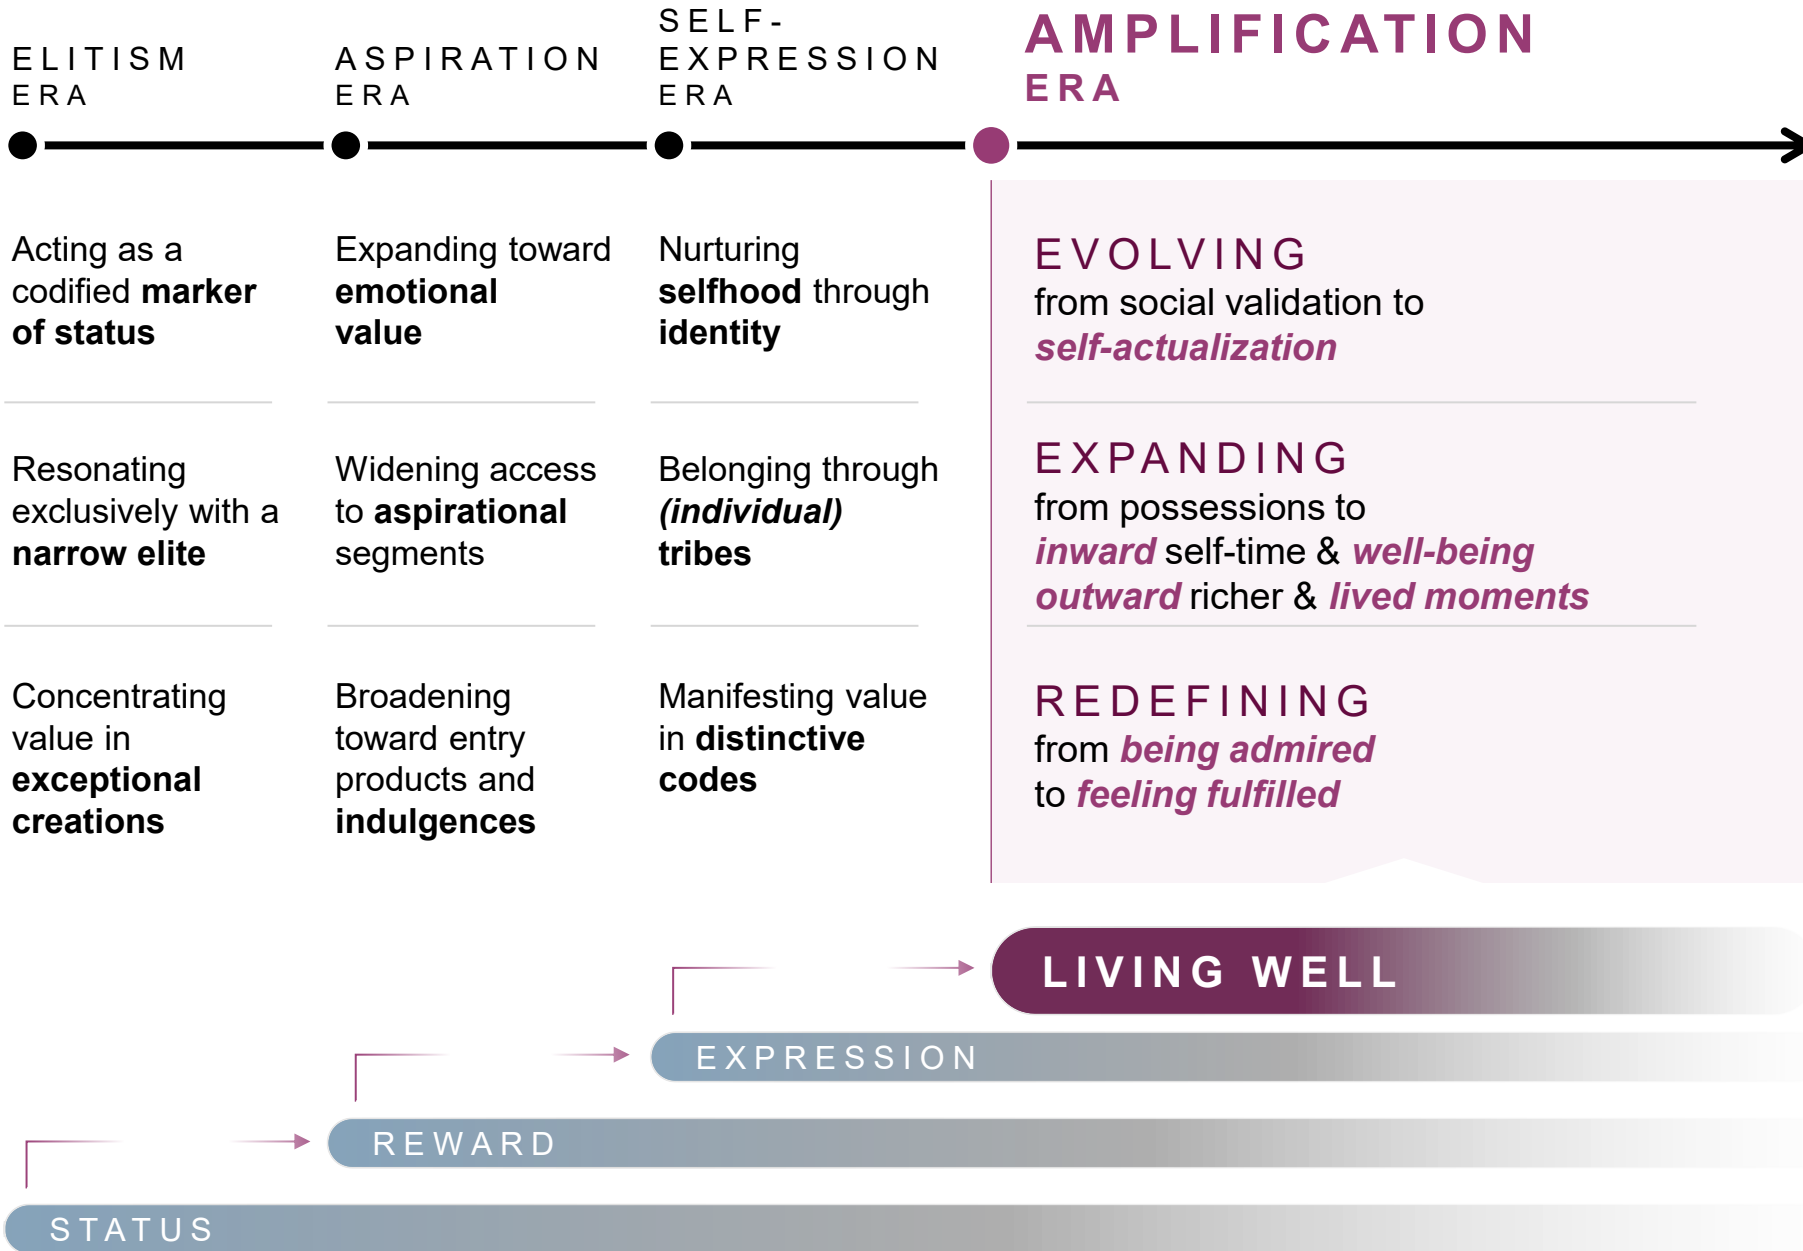 ELITISM
ERA
ASPIRATION
ERA
SELF-
EXPRESSION
ERA
AMPLIFICATION
ERA
Acting as a
codified marker
of status
Expanding toward
emotional
value
Nurturing
selfhood through
identity
EVOLVING
from social validation to
self-actualization
Resonating
exclusively with a
narrow elite
Widening access
to aspirational
segments
Belonging through
(individual)
tribes
EXPANDING
from possessions to
inward self-time & well-being
outward richer & lived moments
Concentrating
value in
exceptional
creations
Broadening
toward entry
products and
indulgences
Manifesting value
in distinctive
codes
REDEFINING
from being admired
to feeling fulfilled
LIVING WELL
EXPRESSION
REWARD
STATUS